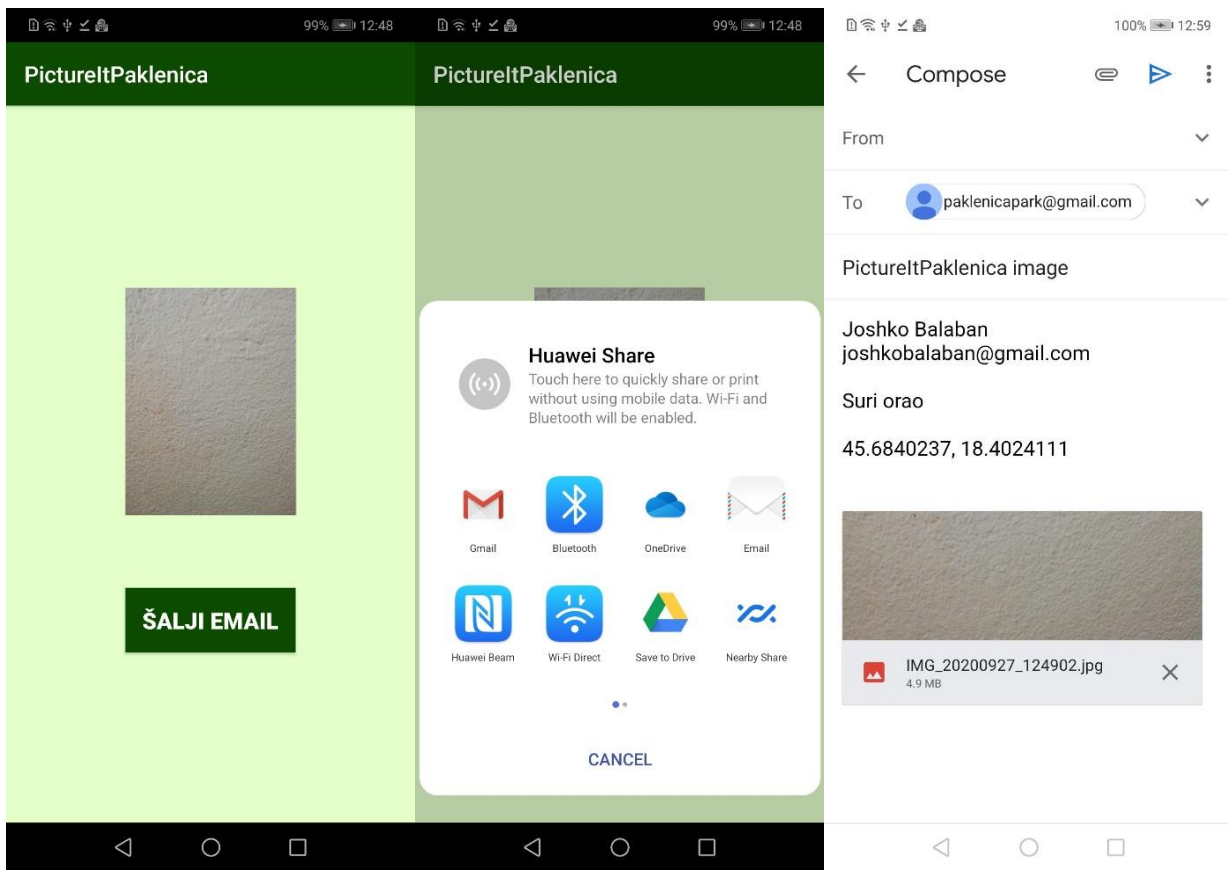 99% 12:48
PictureItPaklenica
ŠALJI EMAIL
99% 12:48
PictureItPaklenica
Huawei Share
Touch here to quickly share or print
without using mobile data. Wi-Fi and
Bluetooth will be enabled.
Gmail
Bluetooth
OneDrive
Email
Huawei Beam
Wi-Fi Direct
Save to Drive
Nearby Share
CANCEL
100% 12:59
Compose
From
To paklenicapark@gmail.com
PictureItPaklenica image
Joshko Balaban
joshkobalaban@gmail.com
Suri orao
45.6840237, 18.4024111
IMG_20200927_124902.jpg
4.9 MB